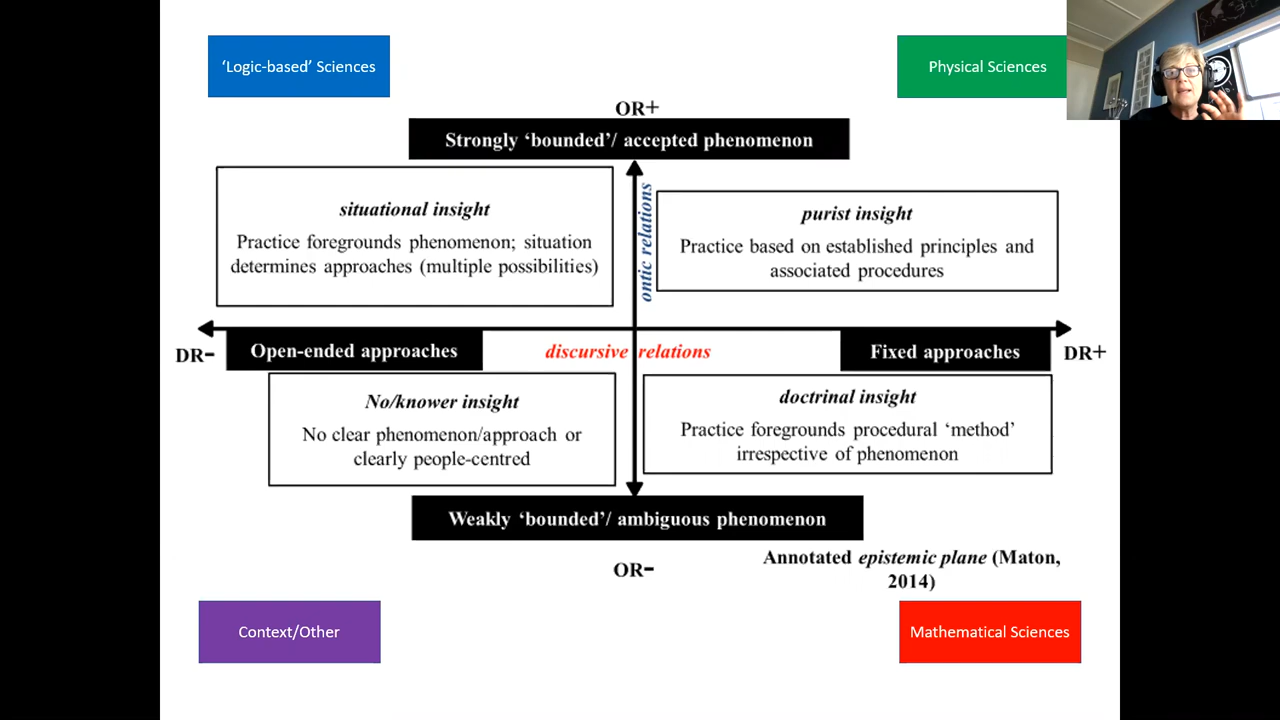 ‘Logic-based’ Sciences
Physical Sciences
OR+
Strongly ‘bounded’/ accepted phenomenon
situational insight
Practice foregrounds phenomenon; situation
determines approaches (multiple possibilities)
ontic relations
purist insight
Practice based on established principles and
associated procedures
DR-
Open-ended approaches
discursive relations
Fixed approaches
DR+
No/knower insight
No clear phenomenon/approach or
clearly people-centred
doctrinal insight
Practice foregrounds procedural ‘method’
irrespective of phenomenon
Weakly ‘bounded’/ ambiguous phenomenon
OR-
Annotated epistemic plane (Maton,
2014)
Context/Other
Mathematical Sciences